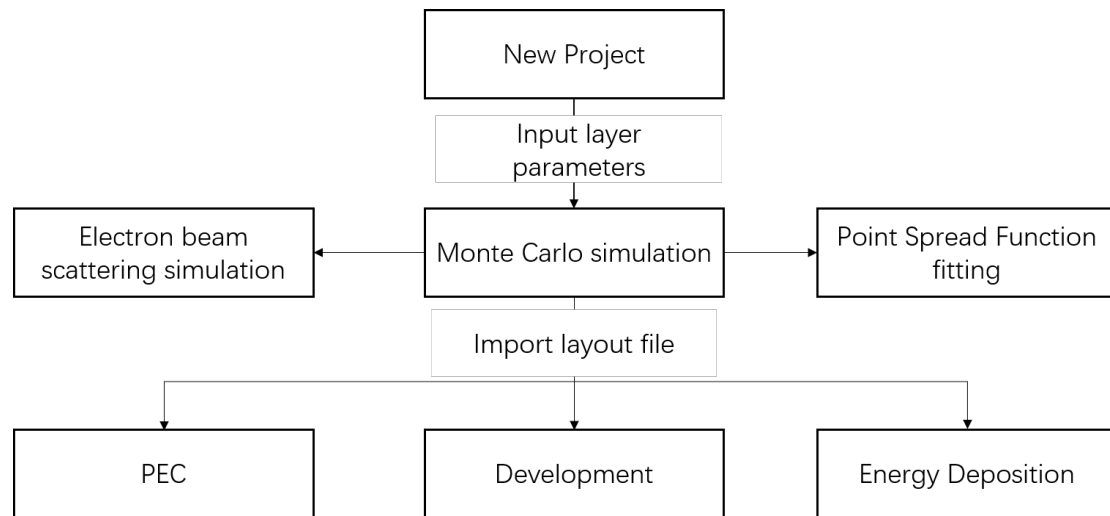 New Project
Input layer
parameters
Electron beam
scattering simulation
Monte Carlo simulation
Point Spread Function
fitting
Import layout file
PEC
Development
Energy Deposition